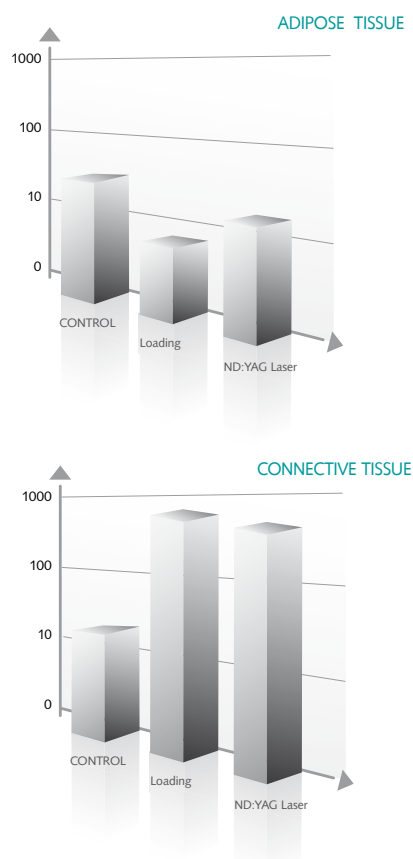 ADIPOSE TISSUE
1000
100
10
0
CONTROL
Loading
ND:YAG Laser
CONNECTIVE TISSUE
1000
100
10
0
CONTROL
Loading
ND:YAG Laser